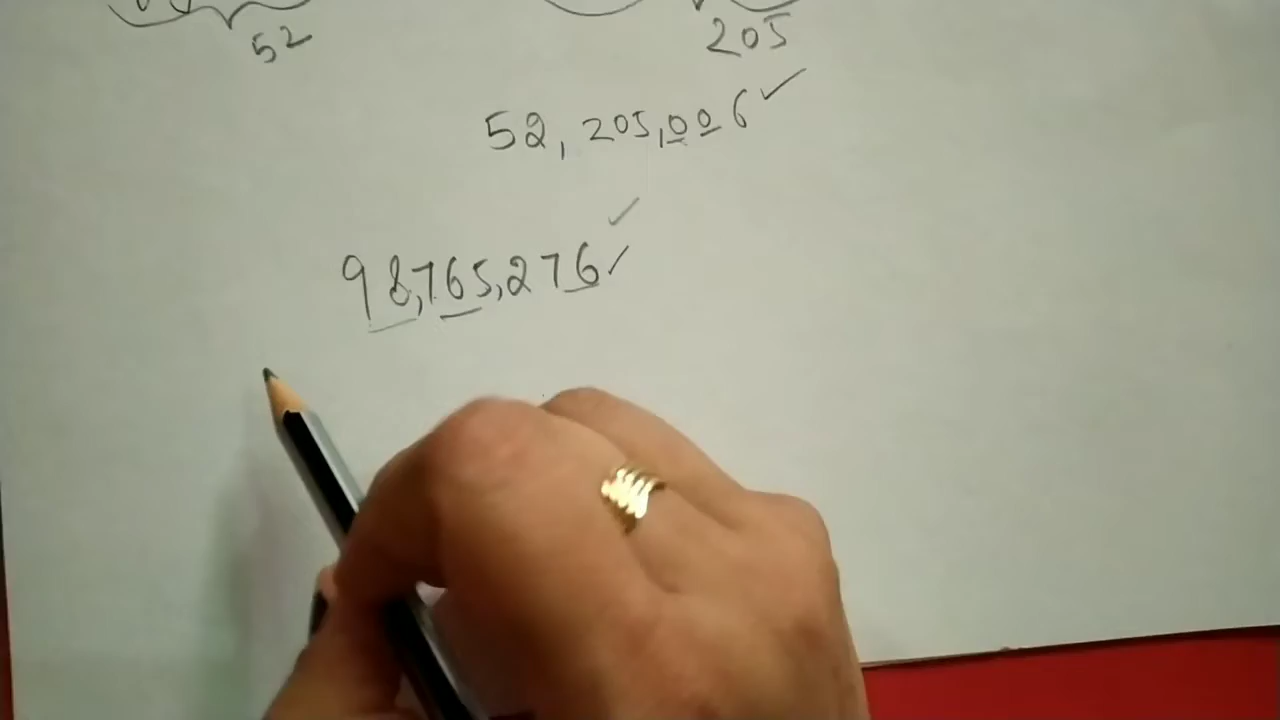 52 205
52, 205,006 ✓
98,765,276 ✓